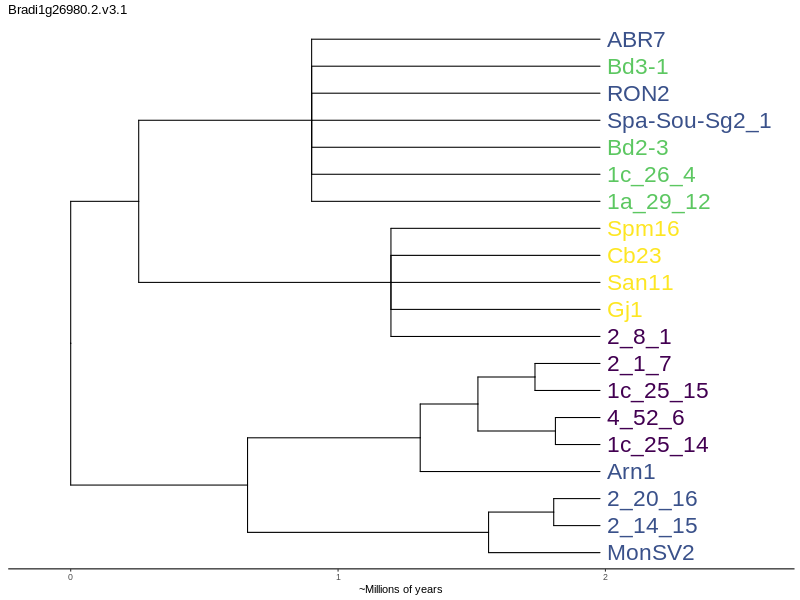 Bradi1g26980.2.v3.1
ABR7
Bd3-1
RON2
Spa-Sou-Sg2_1
Bd2-3
1c_26_4
1a_29_12
Spm16
Cb23
San11
Gj1
2_8_1
2_1_7
1c_25_15
4_52_6
1c_25_14
Arn1
2_20_16
2_14_15
MonSV2
0 1 2
~Millions of years